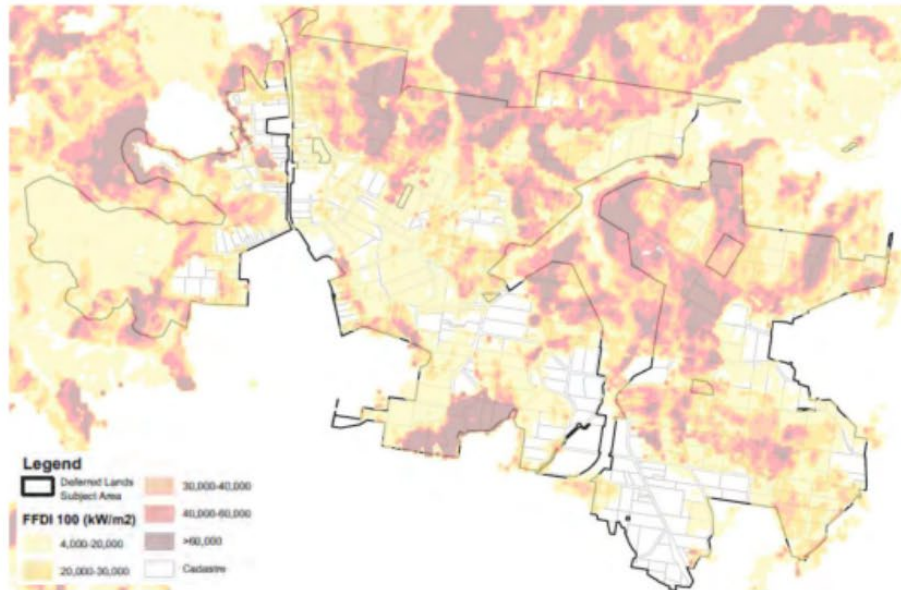 Legend
Deferred Lands
Subject Area
FFDI 100 (kW/m2)
4,000-20,000
20,000-30,000
30,000-40,000
40,000-60,000
>60,000
Cadastre